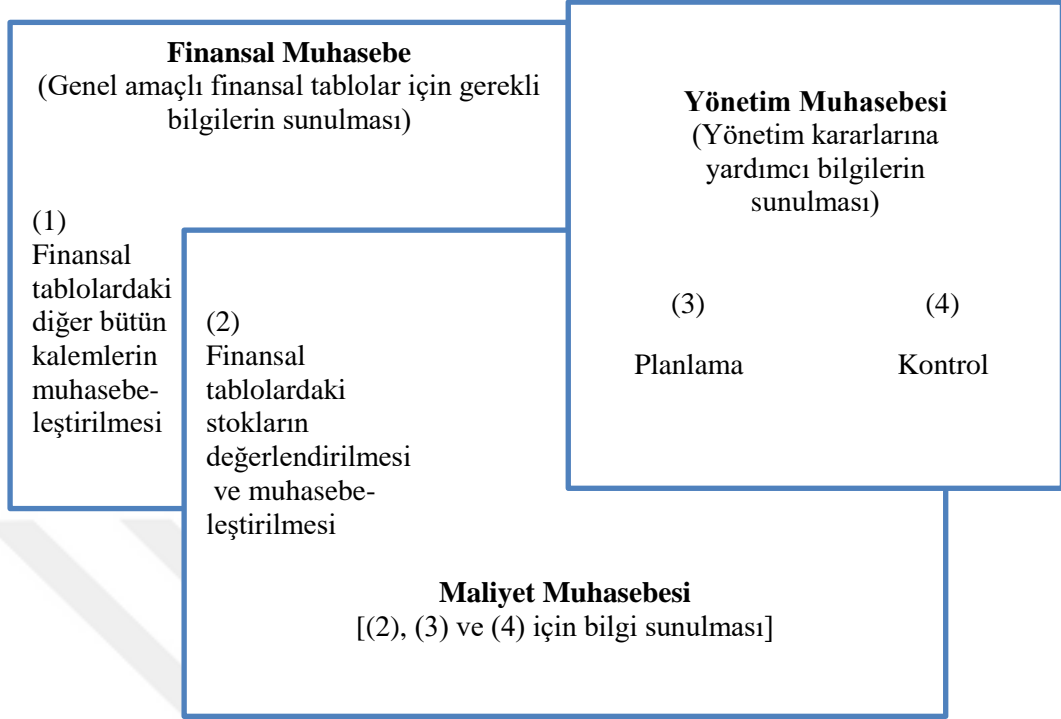 Finansal Muhasebe
(Genel amaçlı finansal tablolar için gerekli
bilgilerin sunulması)
(1)
Finansal
tablolardaki
diğer bütün
kalemlerin
muhasebe-
leştirilmesi
(2)
Finansal
tablolardaki
stokların
değerlendirilmesi
ve muhasebe-
leştirilmesi
Yönetim Muhasebesi
(Yönetim kararlarına
yardımcı bilgilerin
sunulması)
(3) (4)
Planlama Kontrol
Maliyet Muhasebesi
[(2), (3) ve (4) için bilgi sunulması]